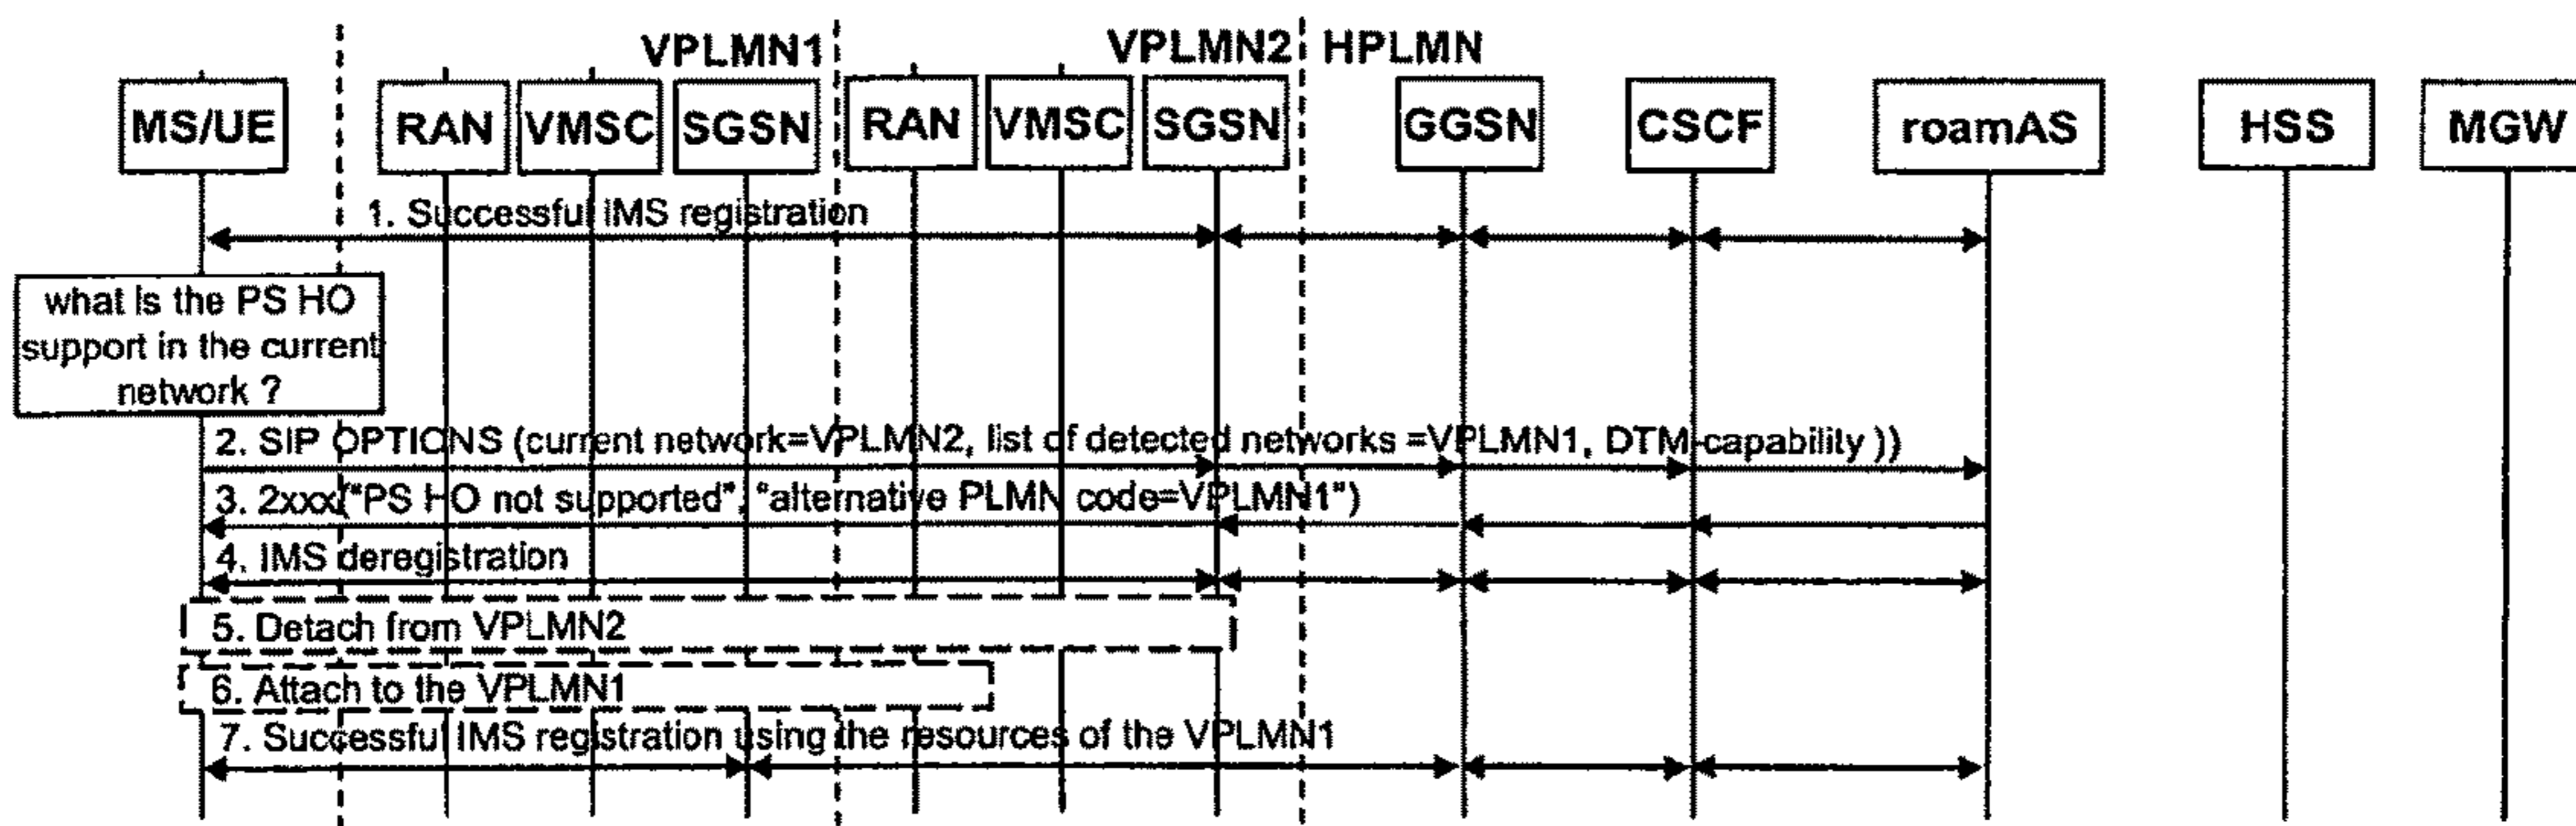 VPLMN1 VPLMN2 HPLMN
MS/UE RAN VMSC SGSN RAN VMSC SGSN GGSN CSCF roamAS HSS MGW
1. Successful IMS registration
what is the PS HO
support in the current
network ?
2. SIP OPTIONS (current network=VPLMN2, list of detected networks =VPLMN1, DTM-capability ))
3. 2xxx("PS HO not supported", "alternative PLMN code=VPLMN1")
4. IMS deregistration
5. Detach from VPLMN2
6. Attach to the VPLMN1
7. Successful IMS registration using the resources of the VPLMN1